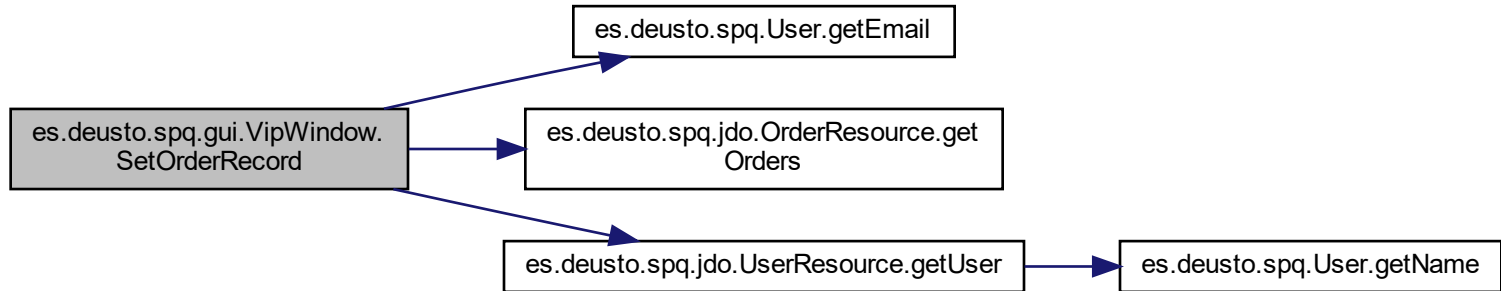 es.deusto.spq.User.getEmail
es.deusto.spq.gui.VipWindow.
SetOrderRecord
es.deusto.spq.jdo.OrderResource.get
Orders
es.deusto.spq.jdo.UserResource.getUser
es.deusto.spq.User.getName